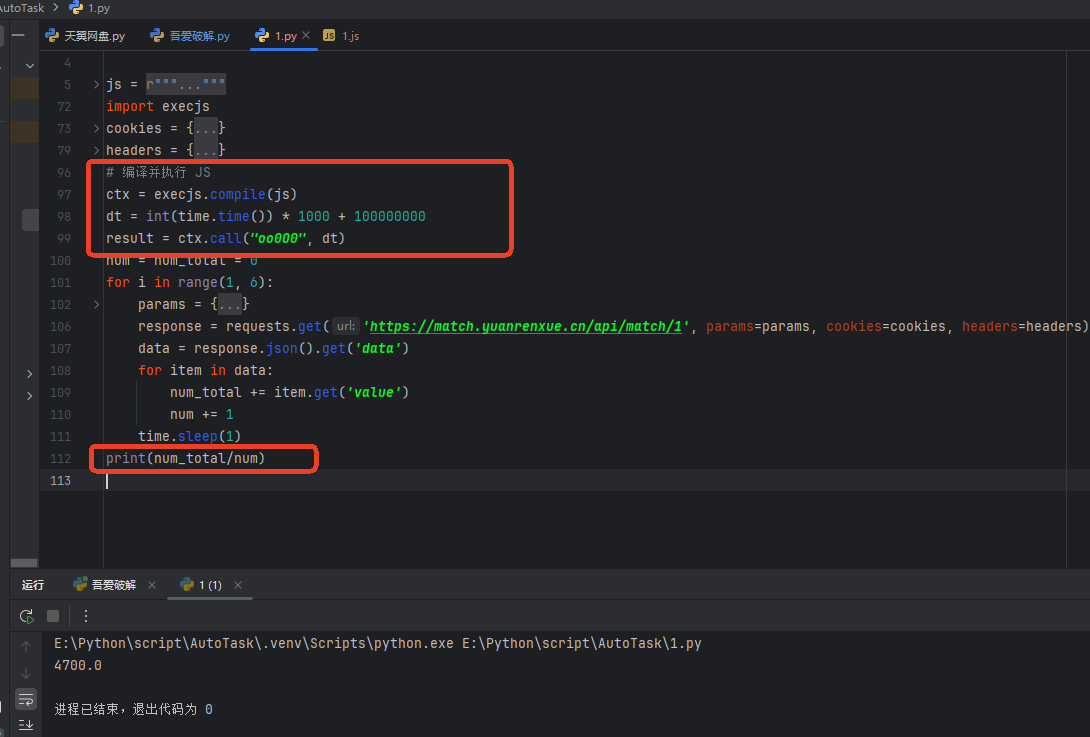 AutoTask > 1.py
天翼网盘.py 吾爱破解.py 1.py × JS 1.js
4
5 > js = r"""..."""
72 import execjs
73 > cookies = {...}
79 > headers = {...}
96 # 编译并执行 JS
97 ctx = execjs.compile(js)
98 dt = int(time.time()) * 1000 + 100000000
99 result = ctx.call("oo0O0", dt)
100 num = num_total = 0
101 for i in range(1, 6):
102 > params = {...}
106 response = requests.get( url: 'https://match.yuanrenxue.cn/api/match/1', params=params, cookies=cookies, headers=headers)
107 data = response.json().get('data')
108 for item in data:
109 num_total += item.get('value')
110 num += 1
111 time.sleep(1)
112 print(num_total/num)
113
运行 吾爱破解 × 1 (1) ×
E:\Python\script\AutoTask\.venv\Scripts\python.exe E:\Python\script\AutoTask\1.py
4700.0
进程已结束，退出代码为 0